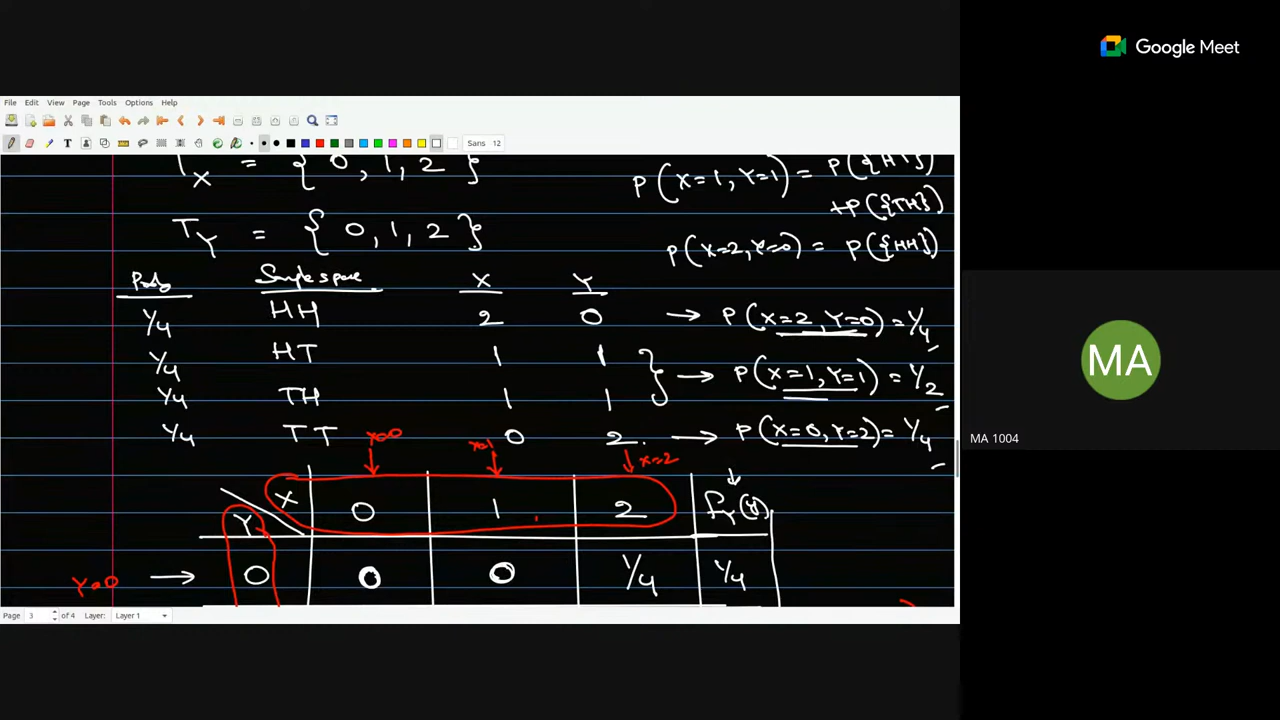 Google Meet
File Edit View Page Tools Options Help
Sans 12
T_X = {0, 1, 2}
P(X=1, Y=1) = P({HT})
+P({TH})
T_Y = {0, 1, 2}
P(X=2, Y=0) = P({HH})
Prob Sample space X Y
1/4 HH 2 0 → P(X=2, Y=0) = 1/4
1/4 HT 1 1
} → P(X=1, Y=1) = 1/2
1/4 TH 1 1
1/4 TT 0 2 → P(X=0, Y=2) = 1/4
X=0 X=1 X=2
X 0 1 2 f_Y(y)
Y
Y=0 → 0 0 0 1/4 1/4
MA
MA 1004
Page 3 of 4 Layer: Layer 1